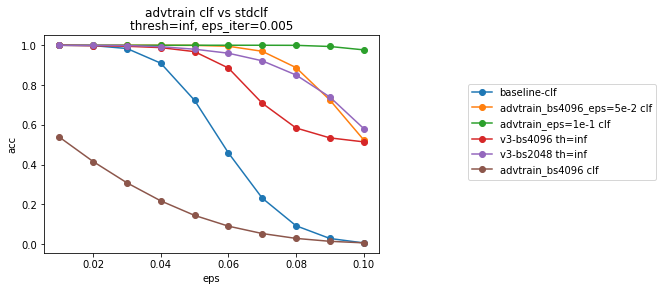 advtrain clf vs stdclf
thresh=inf, eps_iter=0.005
acc
1.0
0.8
0.6
0.4
0.2
0.0
0.02
0.04
0.06
0.08
0.10
eps
baseline-clf
advtrain_bs4096_eps=5e-2 clf
advtrain_eps=1e-1 clf
v3-bs4096 th=inf
v3-bs2048 th=inf
advtrain_bs4096 clf